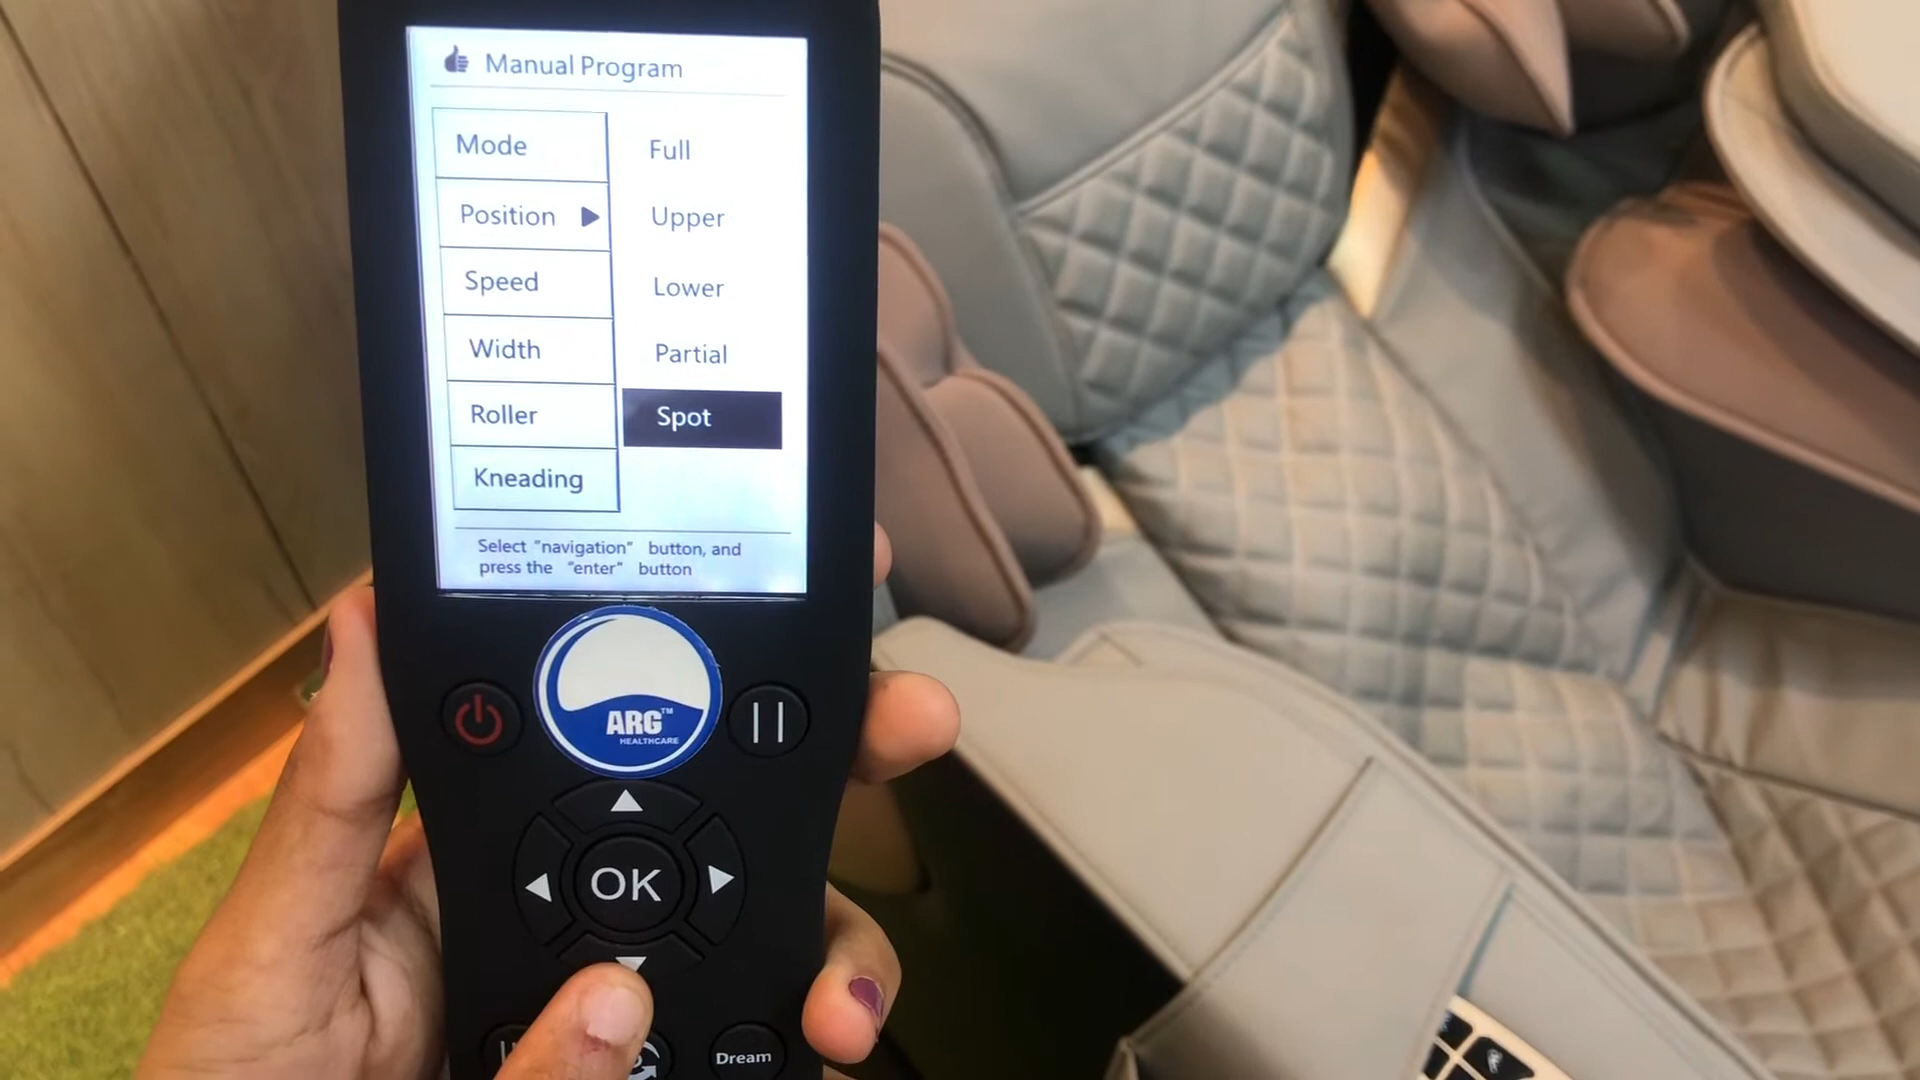 Manual Program
Mode
Full
Position
Upper
Speed
Lower
Width
Partial
Roller
Spot
Kneading
Select "navigation" button, and
press the "enter" button
ARG™
HEALTHCARE
OK
Dream